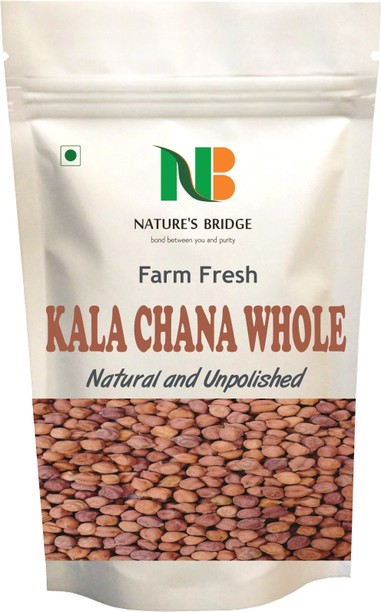 NB
NATURE'S BRIDGE
bond between you and purity
Farm Fresh
KALA CHANA WHOLE
Natural and Unpolished